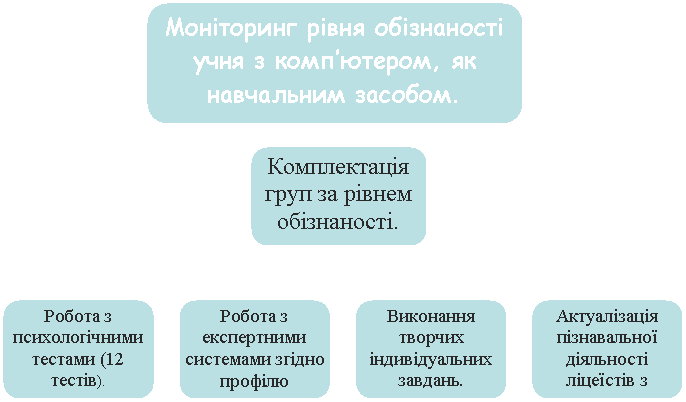 Моніторинг рівня обізнаності
учня з комп’ютером, як
навчальним засобом.
Комплектація
груп за рівнем
обізнаності.
Робота з
психологічними
тестами (12
тестів).
Робота з
експертними
системами згідно
профілю
Виконання
творчих
індивідуальних
завдань.
Актуалізація
пізнавальної
діяльності
ліцеїстів з